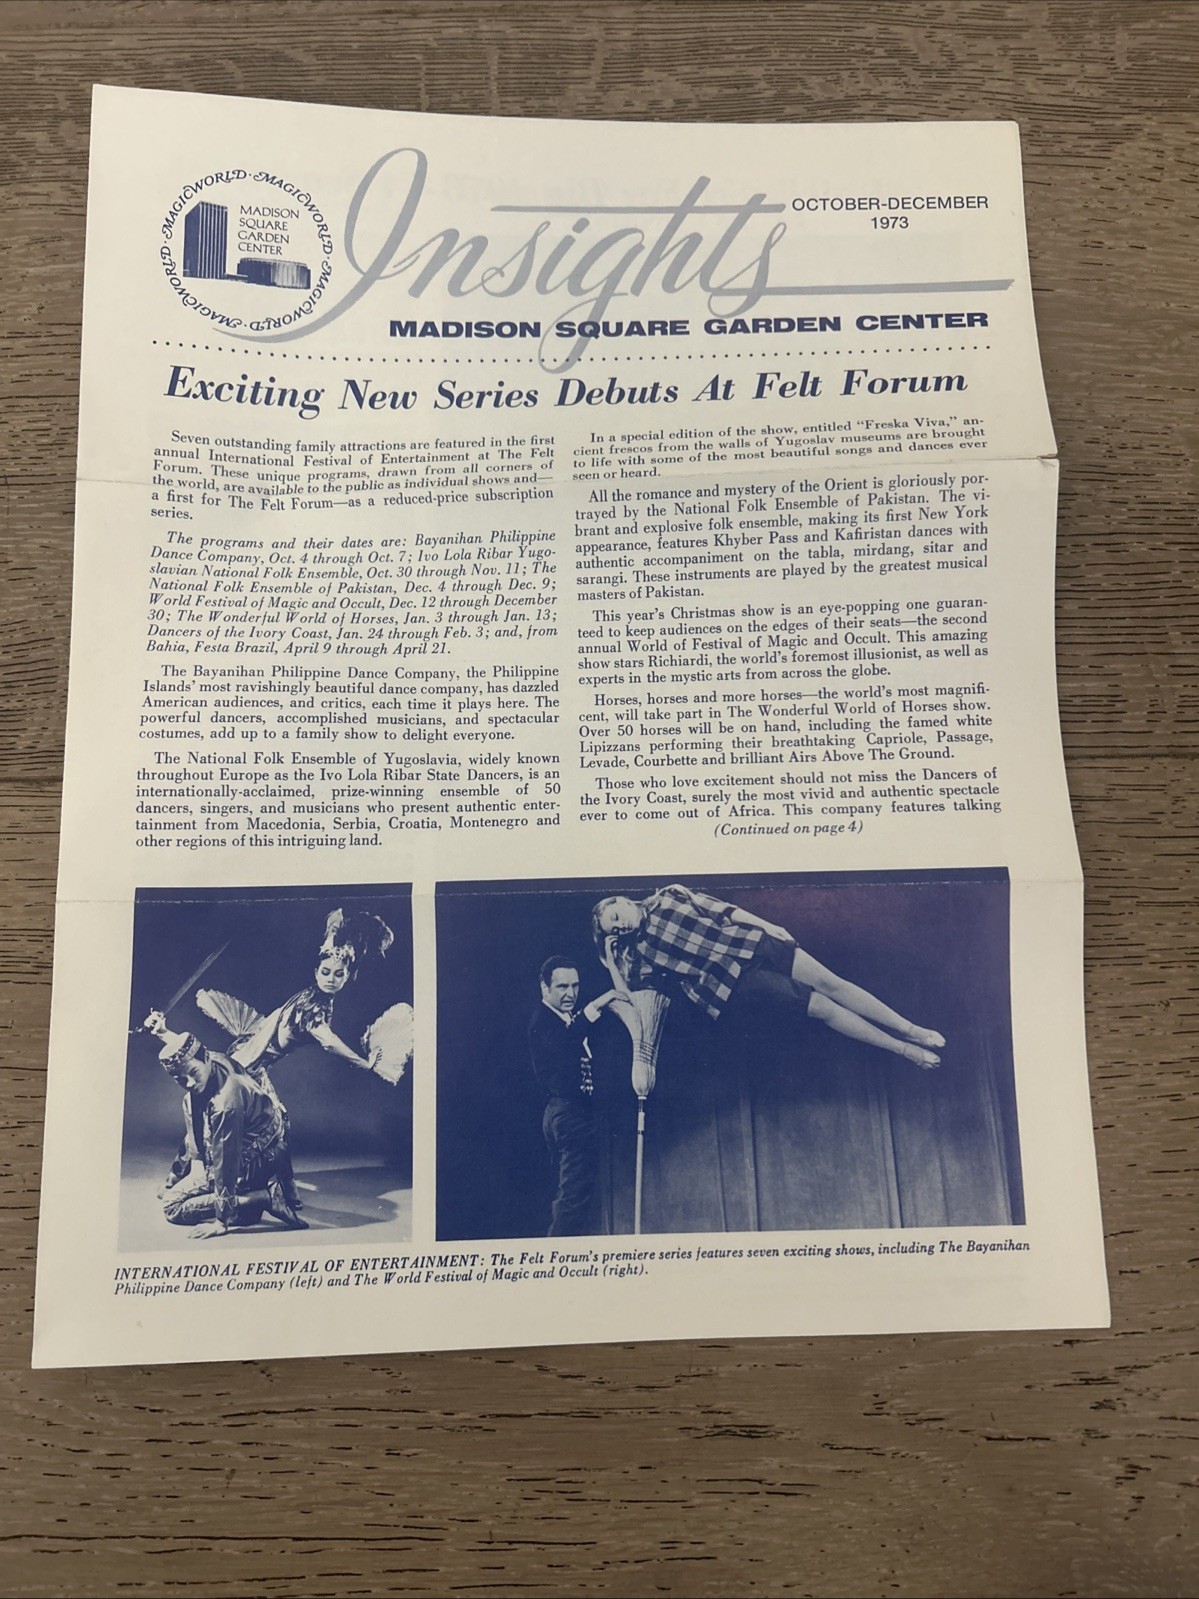 MAGICWORLD · MAGICWORLD · MAGICWORLD · MAGICWORLD ·
MADISON
SQUARE
GARDEN
CENTER
Insights
OCTOBER-DECEMBER
1973
MADISON SQUARE GARDEN CENTER
Exciting New Series Debuts At Felt Forum
Seven outstanding family attractions are featured in the first
annual International Festival of Entertainment at The Felt
Forum. These unique programs, drawn from all corners of
the world, are available to the public as individual shows and—
a first for The Felt Forum—as a reduced-price subscription
series.
The programs and their dates are: Bayanihan Philippine
Dance Company, Oct. 4 through Oct. 7; Ivo Lola Ribar Yugo-
slavian National Folk Ensemble, Oct. 30 through Nov. 11; The
National Folk Ensemble of Pakistan, Dec. 4 through Dec. 9;
World Festival of Magic and Occult, Dec. 12 through December
30; The Wonderful World of Horses, Jan. 3 through Jan. 13;
Dancers of the Ivory Coast, Jan. 24 through Feb. 3; and, from
Bahia, Festa Brazil, April 9 through April 21.
The Bayanihan Philippine Dance Company, the Philippine
Islands' most ravishingly beautiful dance company, has dazzled
American audiences, and critics, each time it plays here. The
powerful dancers, accomplished musicians, and spectacular
costumes, add up to a family show to delight everyone.
The National Folk Ensemble of Yugoslavia, widely known
throughout Europe as the Ivo Lola Ribar State Dancers, is an
internationally-acclaimed, prize-winning ensemble of 50
dancers, singers, and musicians who present authentic enter-
tainment from Macedonia, Serbia, Croatia, Montenegro and
other regions of this intriguing land.
In a special edition of the show, entitled "Freska Viva," an-
cient frescos from the walls of Yugoslav museums are brought
to life with some of the most beautiful songs and dances ever
seen or heard.
All the romance and mystery of the Orient is gloriously por-
trayed by the National Folk Ensemble of Pakistan. The vi-
brant and explosive folk ensemble, making its first New York
appearance, features Khyber Pass and Kafiristan dances with
authentic accompaniment on the tabla, mirdang, sitar and
sarangi. These instruments are played by the greatest musical
masters of Pakistan.
This year's Christmas show is an eye-popping one guaran-
teed to keep audiences on the edges of their seats—the second
annual World of Festival of Magic and Occult. This amazing
show stars Richiardi, the world's foremost illusionist, as well as
experts in the mystic arts from across the globe.
Horses, horses and more horses—the world's most magnifi-
cent, will take part in The Wonderful World of Horses show.
Over 50 horses will be on hand, including the famed white
Lipizzans performing their breathtaking Capriole, Passage,
Levade, Courbette and brilliant Airs Above The Ground.
Those who love excitement should not miss the Dancers of
the Ivory Coast, surely the most vivid and authentic spectacle
ever to come out of Africa. This company features talking
(Continued on page 4)
INTERNATIONAL FESTIVAL OF ENTERTAINMENT: The Felt Forum's premiere series features seven exciting shows, including The Bayanihan
Philippine Dance Company (left) and The World Festival of Magic and Occult (right).